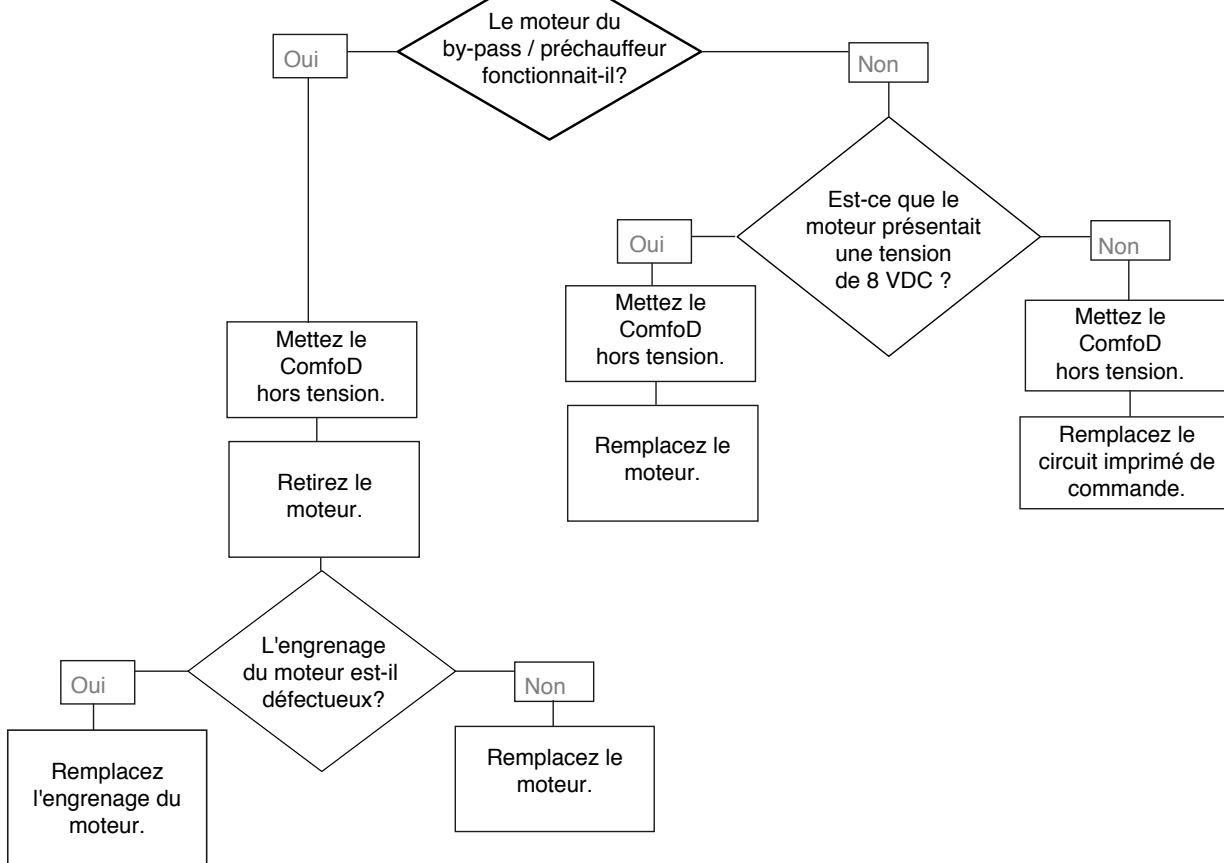 Le moteur du
by-pass / préchauffeur
fonctionnait-il?
Oui
Non
Est-ce que le
moteur présentait
une tension
de 8 VDC ?
Oui
Non
Mettez le
ComfoD
hors tension.
Mettez le
ComfoD
hors tension.
Mettez le
ComfoD
hors tension.
Retirez le
moteur.
Remplacez le
moteur.
Remplacez le
circuit imprimé de
commande.
L'engrenage
du moteur est-il
défectueux?
Oui
Non
Remplacez
l'engrenage du
moteur.
Remplacez le
moteur.